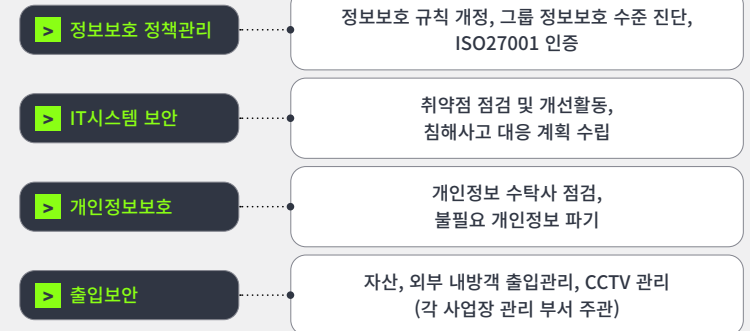 > 정보보호 정책관리
정보보호 규칙 개정, 그룹 정보보호 수준 진단,
ISO27001 인증
> IT시스템 보안
취약점 점검 및 개선활동,
침해사고 대응 계획 수립
> 개인정보보호
개인정보 수탁사 점검,
불필요 개인정보 파기
> 출입보안
자산, 외부 내방객 출입관리, CCTV 관리
(각 사업장 관리 부서 주관)